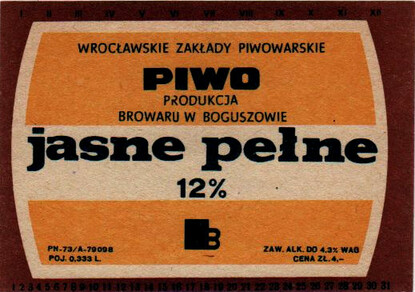 I II III IV V VI VII VIII IX X XI XII
WROCŁAWSKIE ZAKŁADY PIWOWARSKIE
PIWO
PRODUKCJA
BROWARU W BOGUSZOWIE
jasne pełne
12%
B
PN-73/A-79098
POJ. 0,333 L.
ZAW. ALK. DO 4,3% WAG
CENA ZŁ. 4,-
1 2 3 4 5 6 7 8 9 10 11 12 13 14 15 16 17 18 19 20 21 22 23 24 25 26 27 28 29 30 31